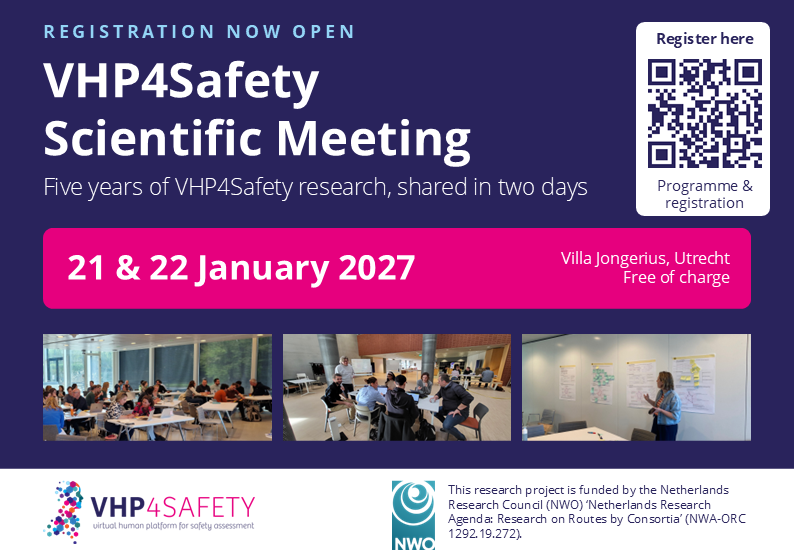 REGISTRATION NOW OPEN
VHP4Safety
Scientific Meeting
Five years of VHP4Safety research, shared in two days
Register here
Programme &
registration
21 & 22 January 2027
Villa Jongerius, Utrecht
Free of charge
VHP4SAFETY
virtual human platform for safety assessment
NWO
This research project is funded by the Netherlands
Research Council (NWO) ‘Netherlands Research
Agenda: Research on Routes by Consortia’ (NWA-ORC
1292.19.272).